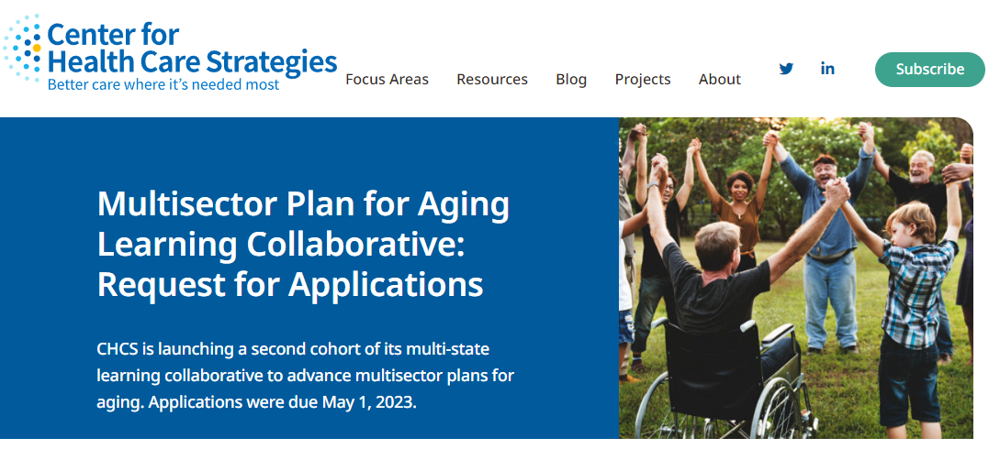 Center for
Health Care Strategies
Better care where it's needed most
Focus Areas
Resources
Blog
Projects
About
Subscribe
Multisector Plan for Aging
Learning Collaborative:
Request for Applications
CHCS is launching a second cohort of its multi-state
learning collaborative to advance multisector plans for
aging. Applications were due May 1, 2023.